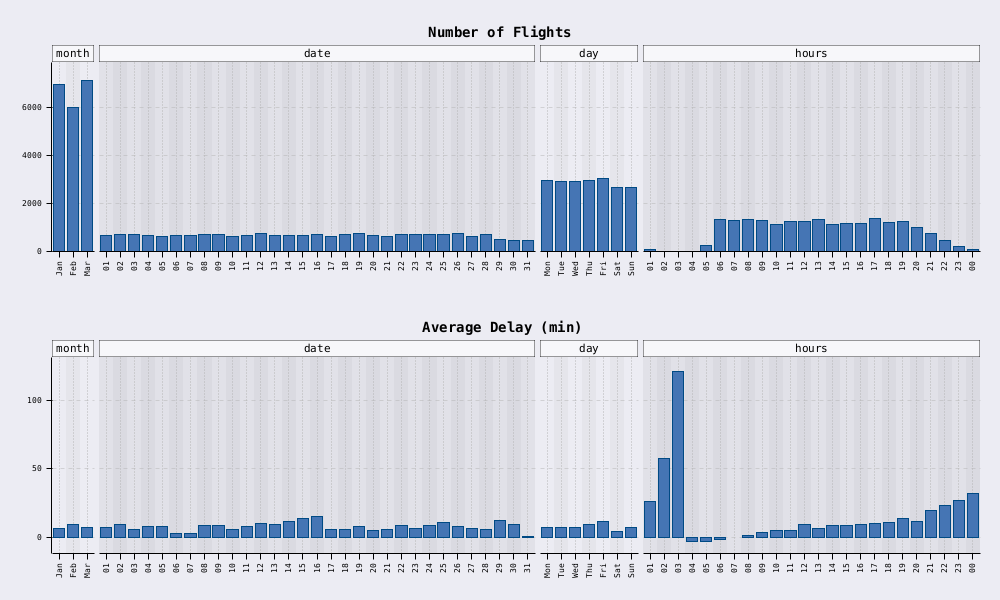 Number of Flights
month date day hours
6000
4000
2000
0
Jan Feb Mar 01 02 03 04 05 06 07 08 09 10 11 12 13 14 15 16 17 18 19 20 21 22 23 24 25 26 27 28 29 30 31 Mon Tue Wed Thu Fri Sat Sun 01 02 03 04 05 06 07 08 09 10 11 12 13 14 15 16 17 18 19 20 21 22 23 00
Average Delay (min)
month date day hours
100
50
0
Jan Feb Mar 01 02 03 04 05 06 07 08 09 10 11 12 13 14 15 16 17 18 19 20 21 22 23 24 25 26 27 28 29 30 31 Mon Tue Wed Thu Fri Sat Sun 01 02 03 04 05 06 07 08 09 10 11 12 13 14 15 16 17 18 19 20 21 22 23 00